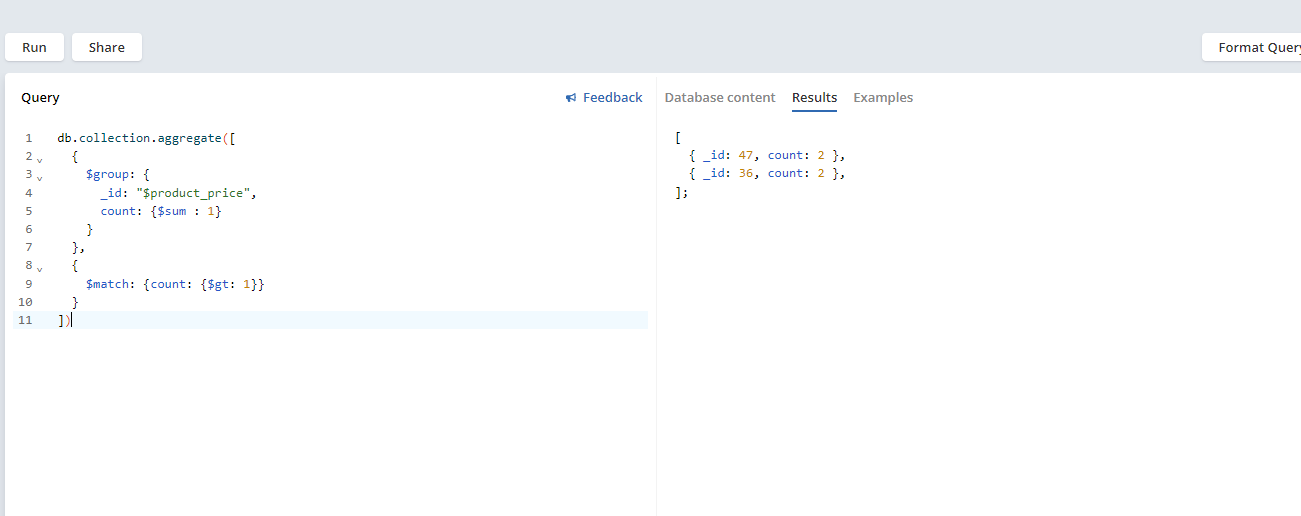 Run Share Format Query
Query Feedback Database content Results Examples
1 db.collection.aggregate([
2 {
3 $group: {
4 _id: "$product_price",
5 count: {$sum : 1}
6 }
7 },
8 {
9 $match: {count: {$gt: 1}}
10 }
11 ])
[
{ _id: 47, count: 2 },
{ _id: 36, count: 2 },
];